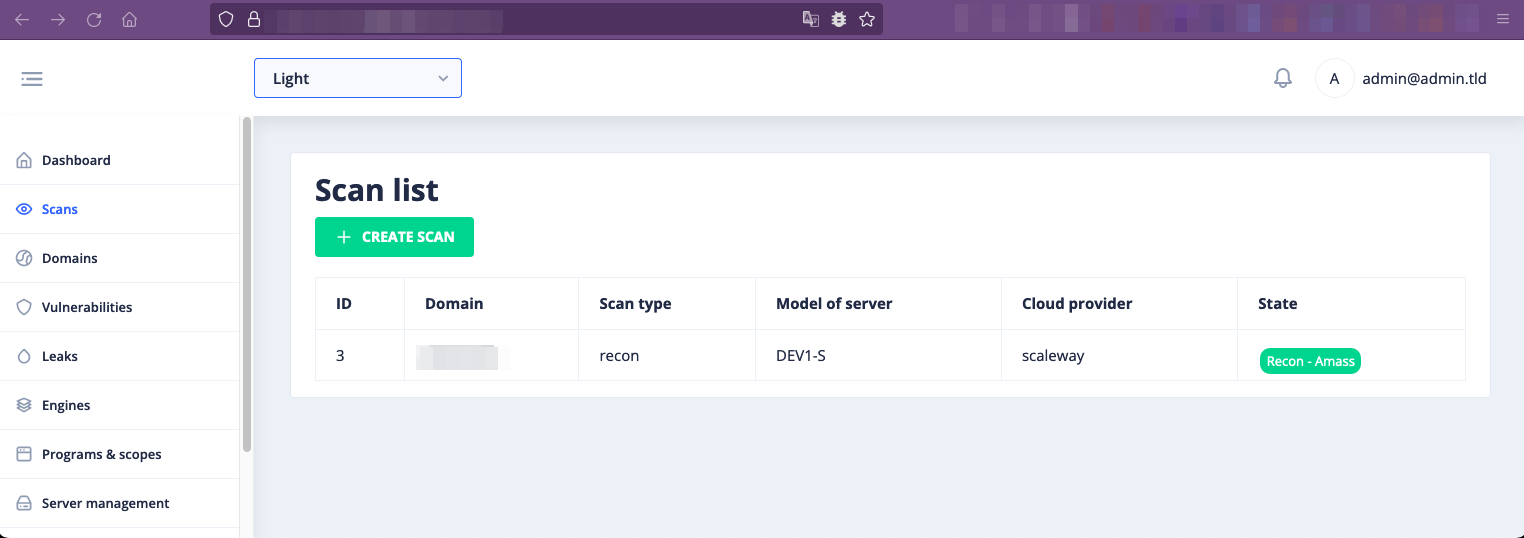 Light
A admin@admin.tld
Dashboard
Scans
Domains
Vulnerabilities
Leaks
Engines
Programs & scopes
Server management
Scan list
CREATE SCAN
ID Domain Scan type Model of server Cloud provider State
3 recon DEV1-S scaleway Recon - Amass